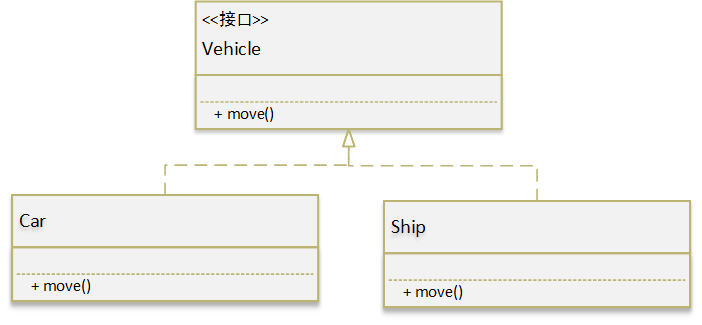 <<接口>>
Vehicle
+ move()
Car
+ move()
Ship
+ move()